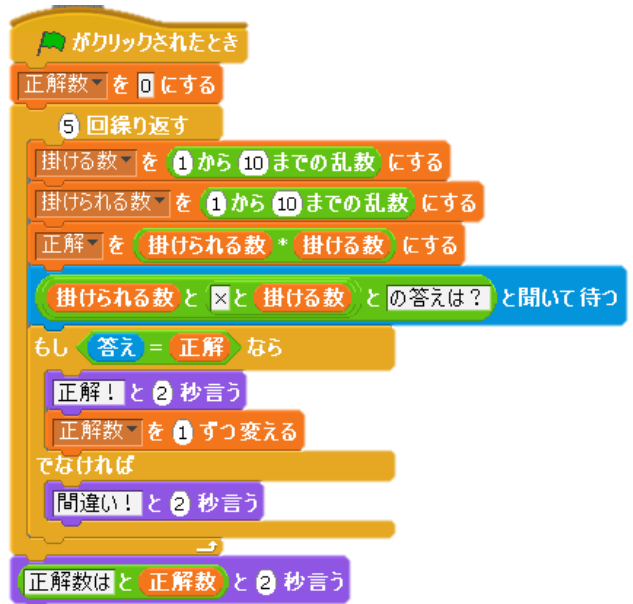 がクリックされたとき
正解数 を 0 にする
5 回繰り返す
掛ける数 を 1 から 10 までの乱数 にする
掛けられる数 を 1 から 10 までの乱数 にする
正解 を 掛けられる数 * 掛ける数 にする
掛けられる数 と × と 掛ける数 と の答えは? と聞いて待つ
もし 答え = 正解 なら
正解! と 2 秒言う
正解数 を 1 ずつ変える
でなければ
間違い! と 2 秒言う
正解数は と 正解数 と 2 秒言う